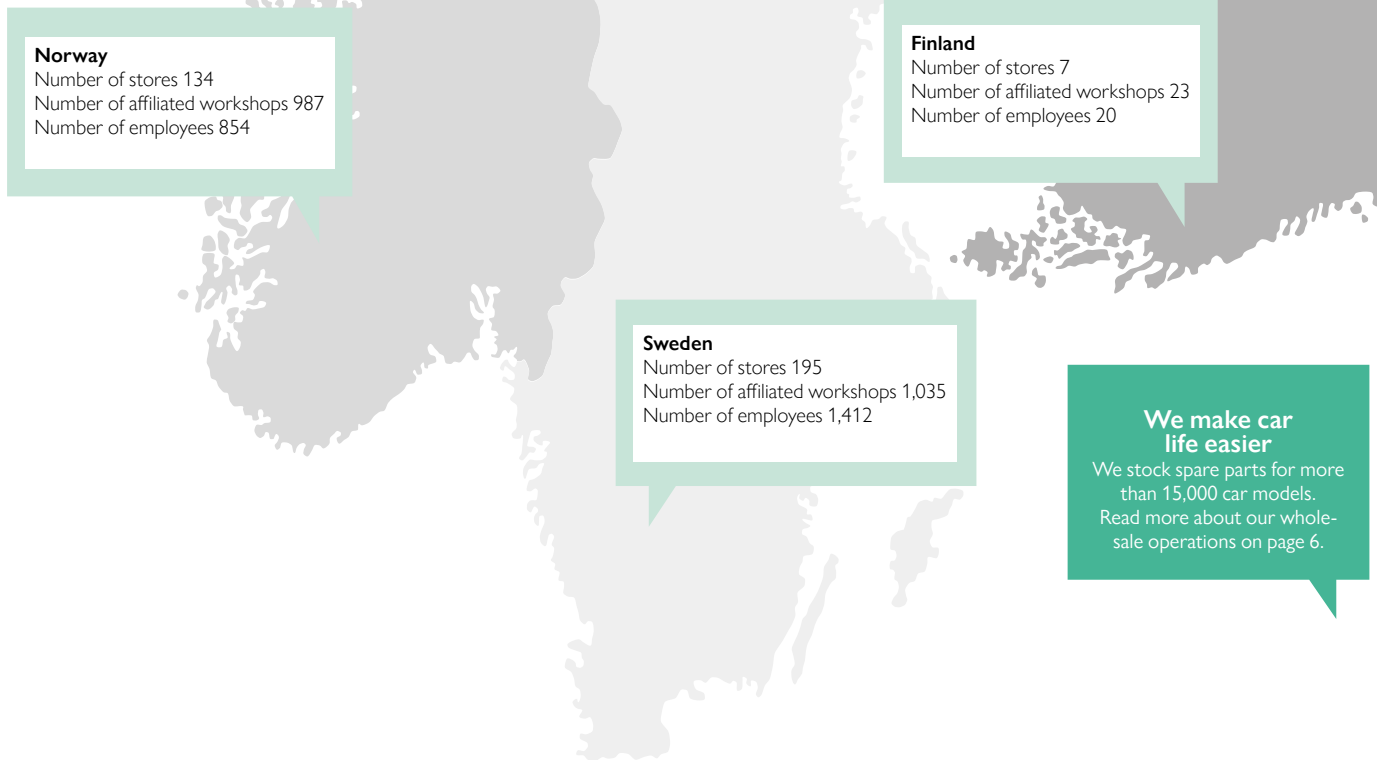 Norway
Number of stores 134
Number of affiliated workshops 987
Number of employees 854
Finland
Number of stores 7
Number of affiliated workshops 23
Number of employees 20
Sweden
Number of stores 195
Number of affiliated workshops 1,035
Number of employees 1,412
We make car
life easier
We stock spare parts for more
than 15,000 car models.
Read more about our whole-
sale operations on page 6.